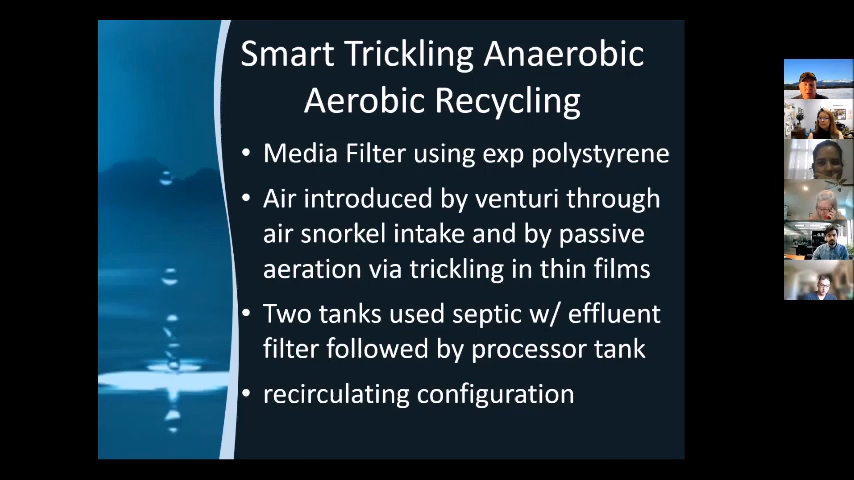 Smart Trickling Anaerobic
Aerobic Recycling
• Media Filter using exp polystyrene
• Air introduced by venturi through
air snorkel intake and by passive
aeration via trickling in thin films
• Two tanks used septic w/ effluent
filter followed by processor tank
• recirculating configuration